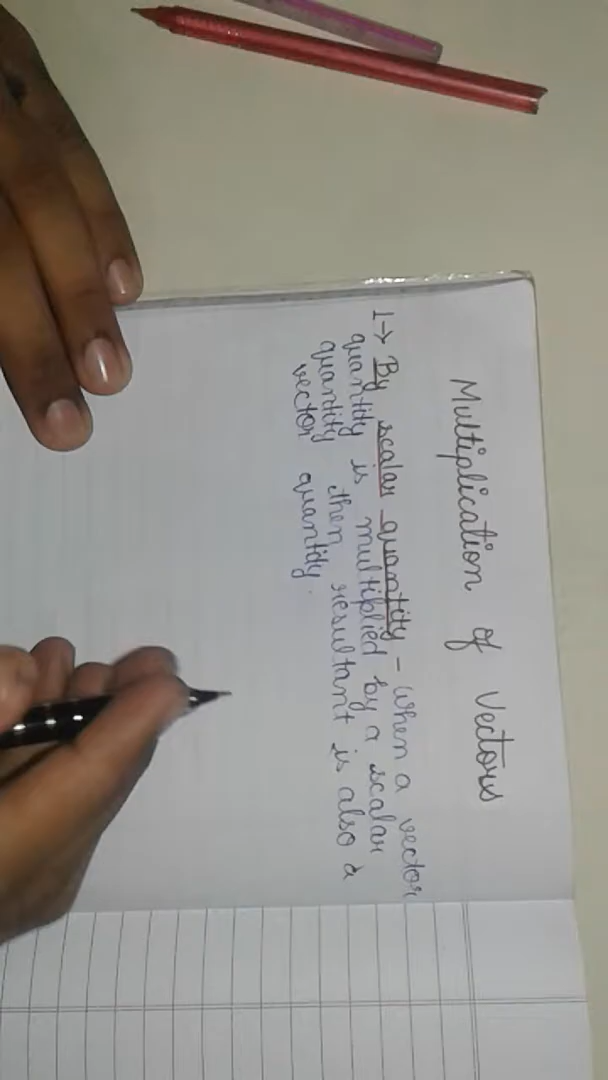 Multiplication of Vectors
1→ By scalar quantity - When a vector
quantity is multiplied by a scalar
quantity then resultant is also a
vector quantity.